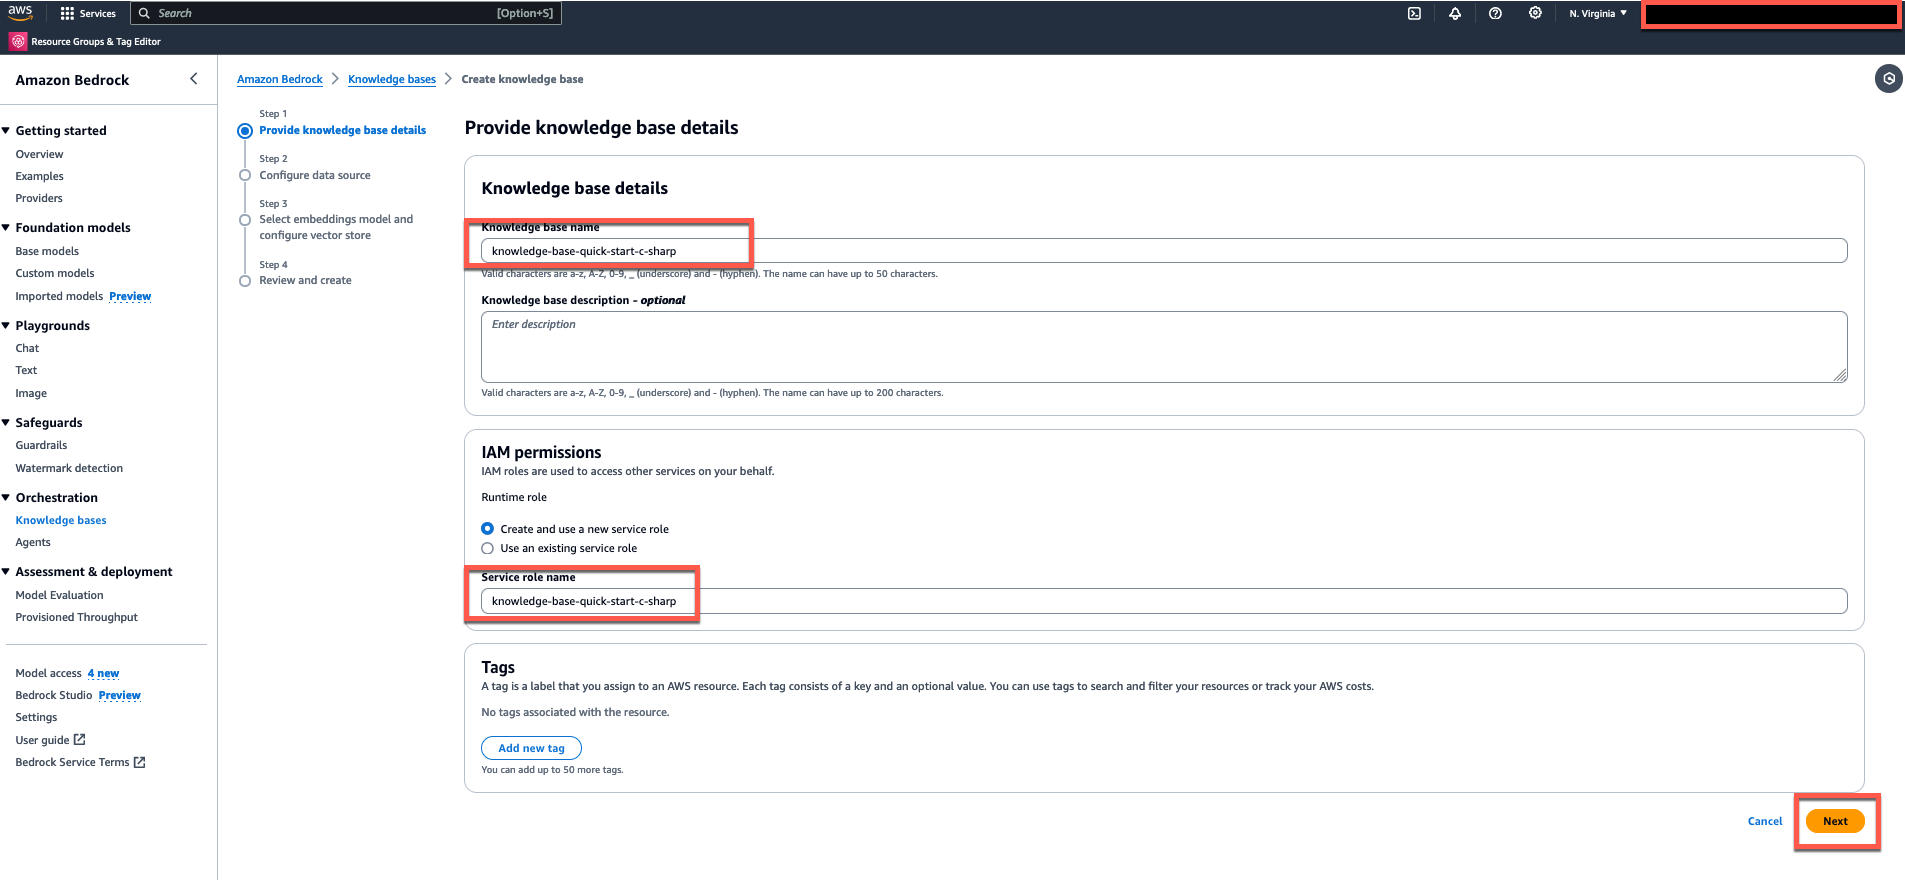 aws
Services
Search
[Option+S]
N. Virginia
Resource Groups & Tag Editor
Amazon Bedrock
Getting started
Overview
Examples
Providers
Foundation models
Base models
Custom models
Imported models Preview
Playgrounds
Chat
Text
Image
Safeguards
Guardrails
Watermark detection
Orchestration
Knowledge bases
Agents
Assessment & deployment
Model Evaluation
Provisioned Throughput
Model access 4 new
Bedrock Studio Preview
Settings
User guide
Bedrock Service Terms
Amazon Bedrock
Knowledge bases
Create knowledge base
Step 1
Provide knowledge base details
Step 2
Configure data source
Step 3
Select embeddings model and
configure vector store
Step 4
Review and create
Provide knowledge base details
Knowledge base details
Knowledge base name
knowledge-base-quick-start-c-sharp
Valid characters are a-z, A-Z, 0-9, _ (underscore) and - (hyphen). The name can have up to 50 characters.
Knowledge base description - optional
Enter description
Valid characters are a-z, A-Z, 0-9, _ (underscore) and - (hyphen). The name can have up to 200 characters.
IAM permissions
IAM roles are used to access other services on your behalf.
Runtime role
Create and use a new service role
Use an existing service role
Service role name
knowledge-base-quick-start-c-sharp
Tags
A tag is a label that you assign to an AWS resource. Each tag consists of a key and an optional value. You can use tags to search and filter your resources or track your AWS costs.
No tags associated with the resource.
Add new tag
You can add up to 50 more tags.
Cancel
Next